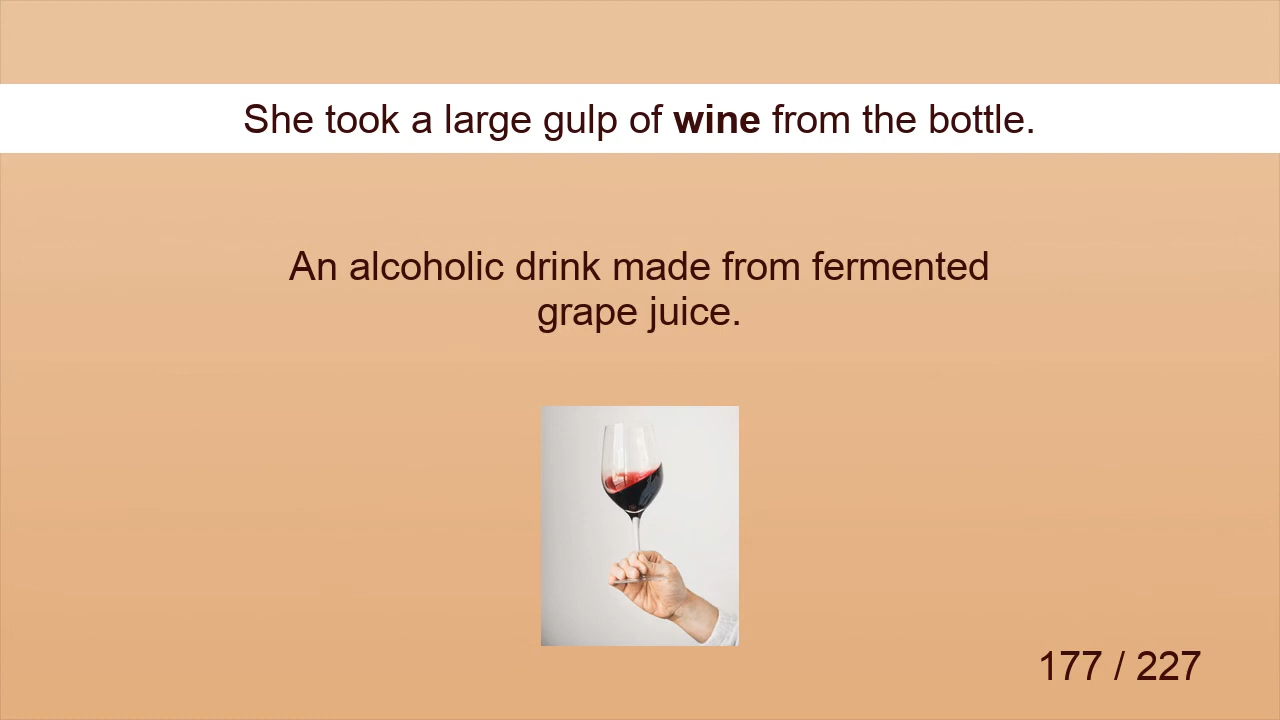 She took a large gulp of wine from the bottle.
An alcoholic drink made from fermented
grape juice.
177 / 227